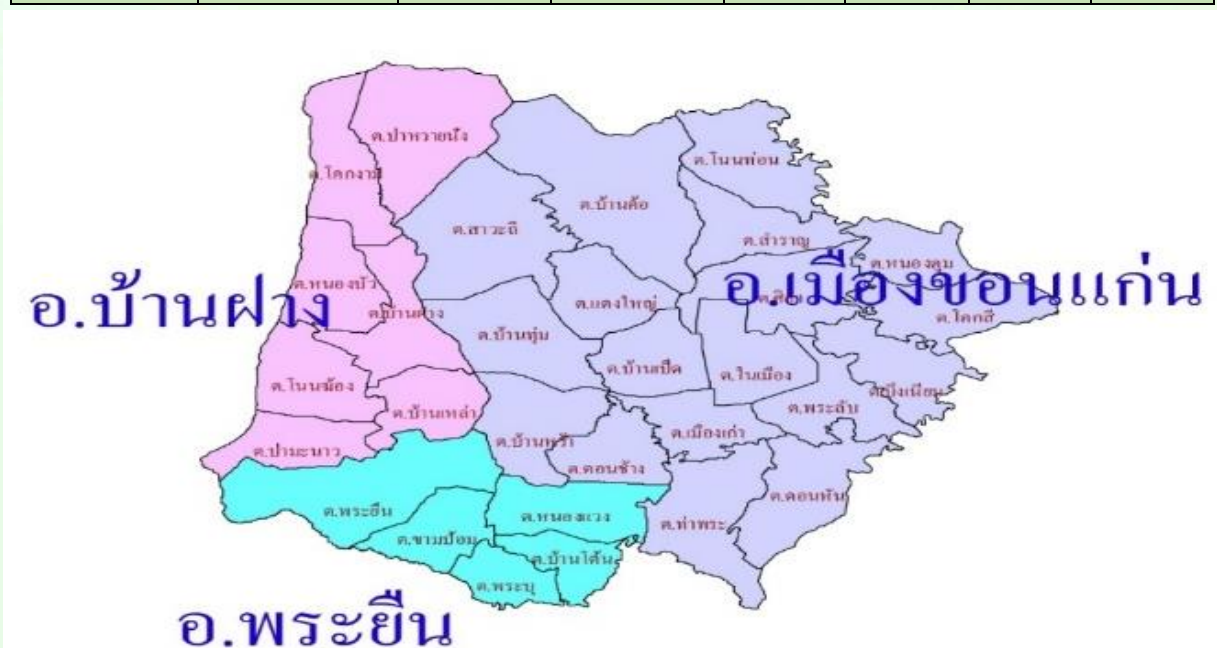 ต.ป่าหวายนั่ง
ต.โนนท่อน
ต.โคกงาม
ต.บ้านค้อ
ต.สาวะถี
ต.สำราญ
ต.หนองตูม
อ.บ้านฝาง
อ.เมืองขอนแก่น
ต.หนองบัว
ต.บ้านฝาง
ต.แดงใหญ่
ต.ศิลา
ต.โคกสี
ต.บ้านทุ่ม
ต.บ้านเป็ด
ต.ในเมือง
ต.โนนฆ้อง
ต.บึงเนียม
ต.บ้านเหล่า
ต.พระลับ
ต.เมืองเก่า
ต.บ้านหว้า
ต.ป่ามะนาว
ต.ดอนช้าง
ต.ดอนหัน
ต.พระยืน
ต.หนองแวง
ต.ท่าพระ
ต.ขามป้อม
ต.บ้านโต้น
ต.พระบุ
อ.พระยืน